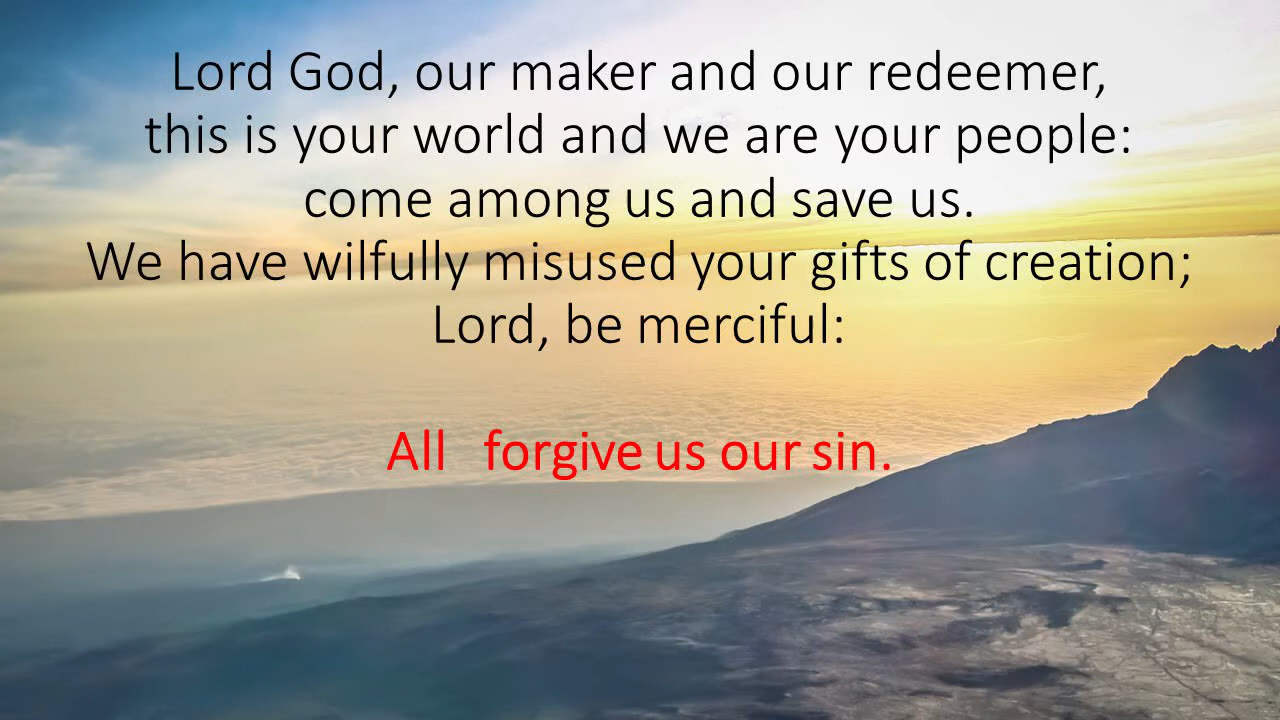 Lord God, our maker and our redeemer,
this is your world and we are your people:
come among us and save us.
We have wilfully misused your gifts of creation;
Lord, be merciful:
All forgive us our sin.